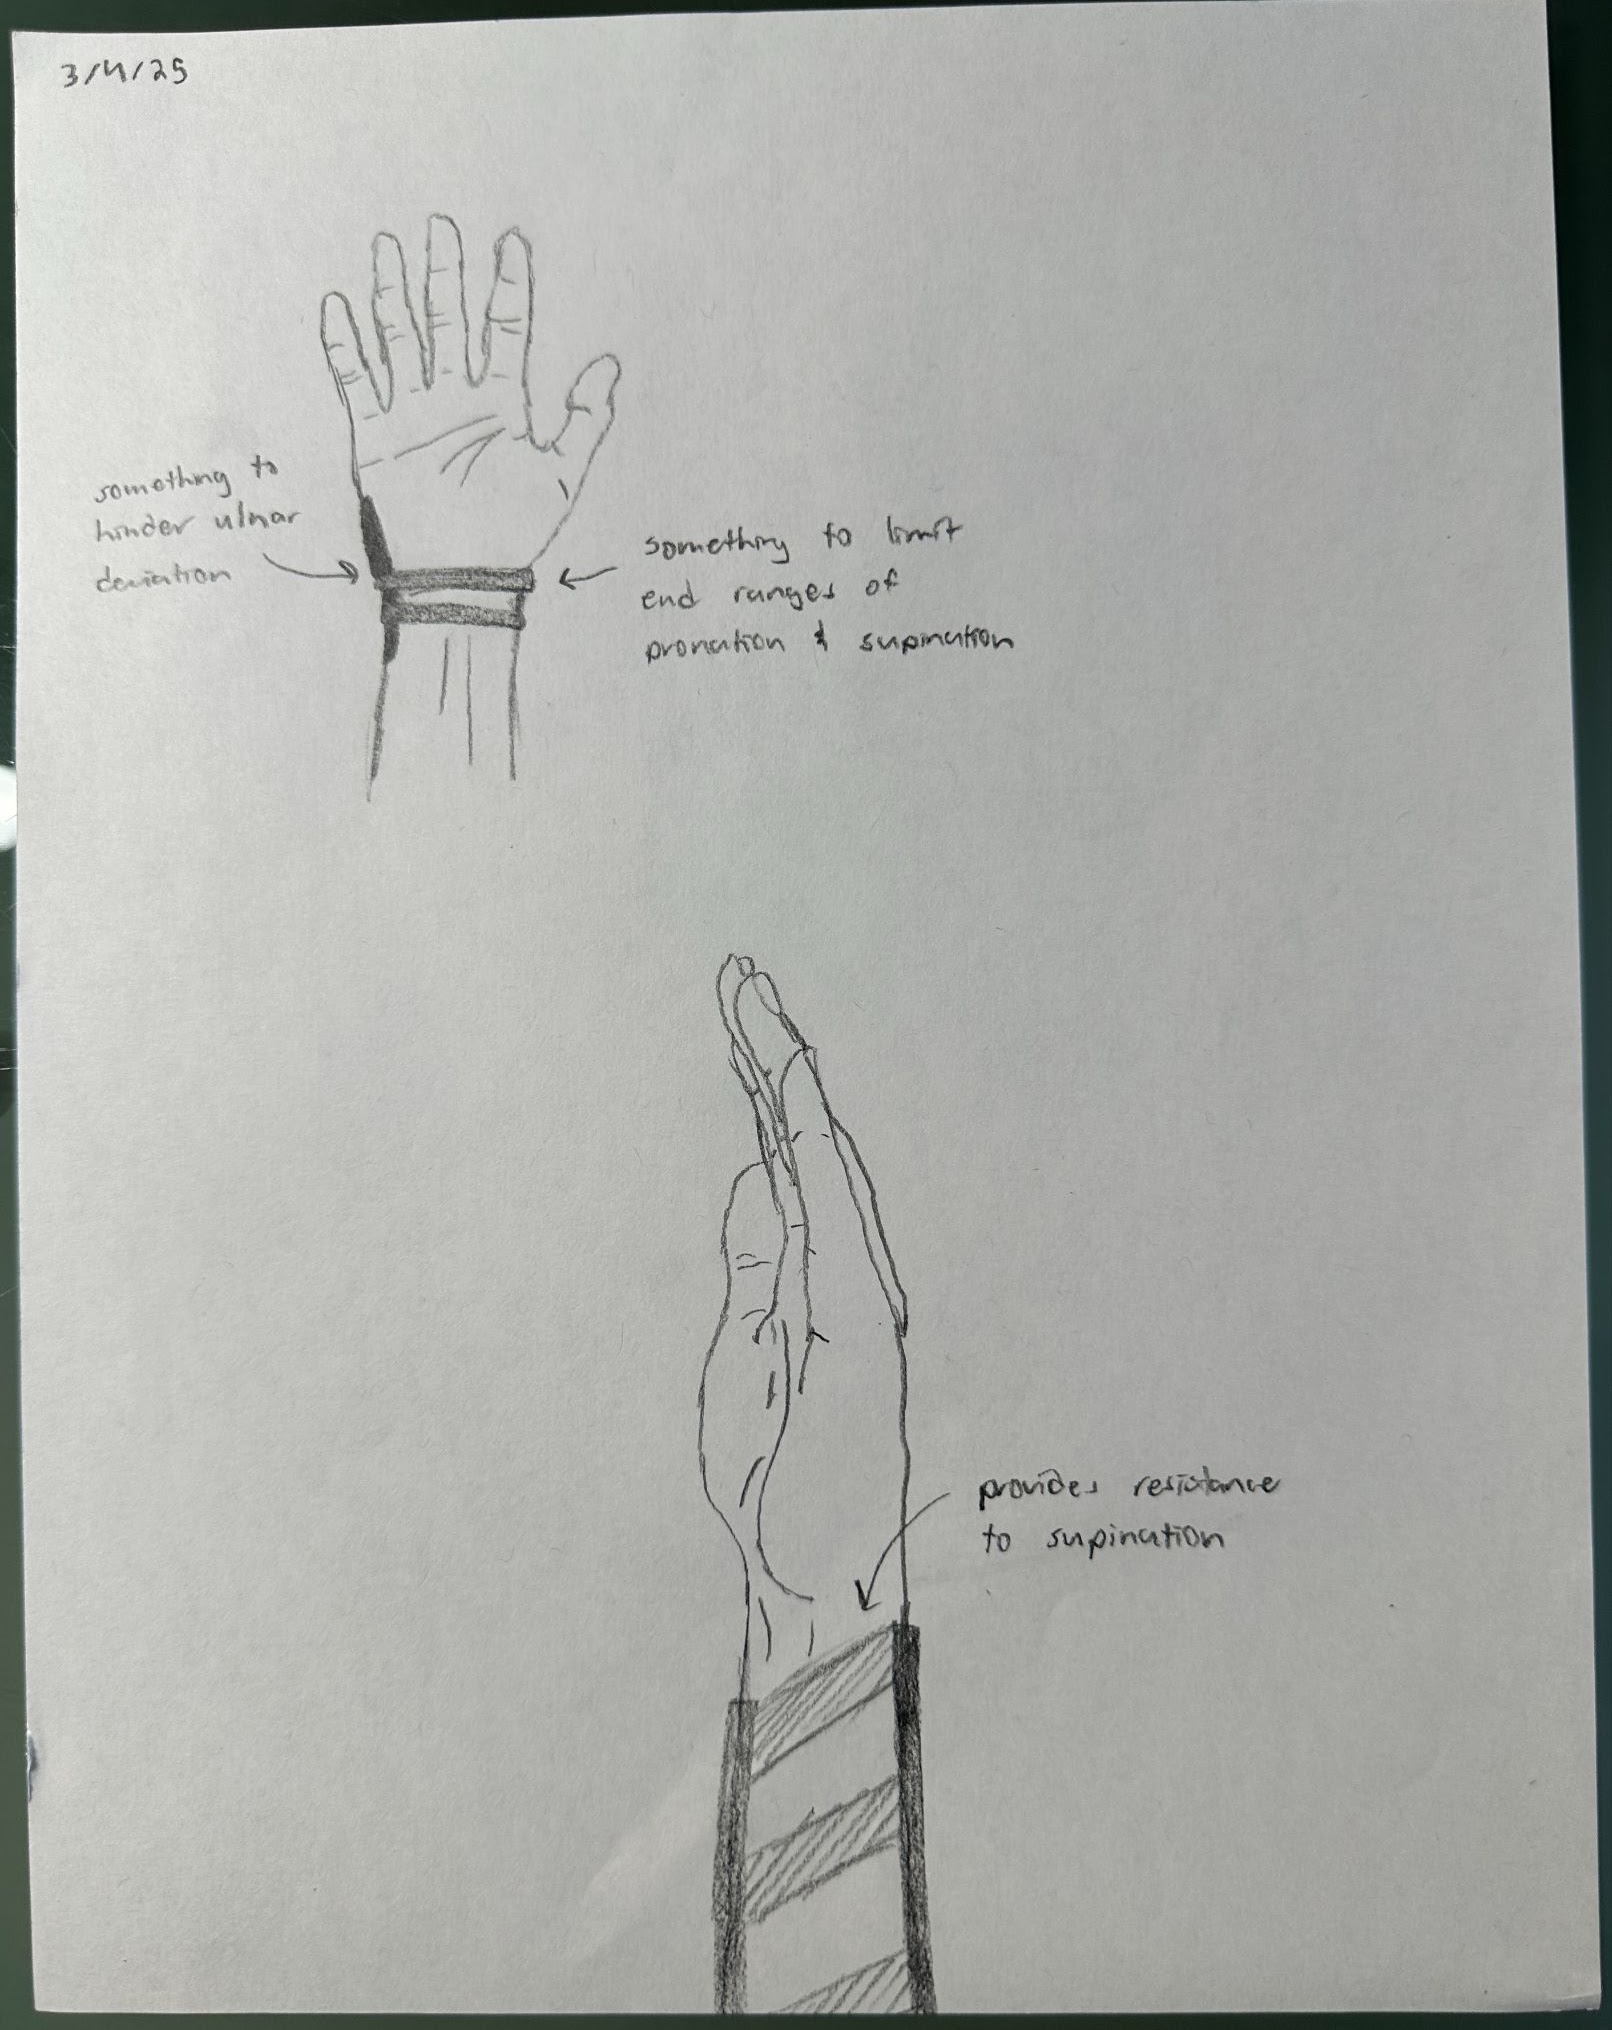 3/4/25
something to
hinder ulnar
deviation
something to limit
end ranges of
pronation & supination
provides resistance
to supination